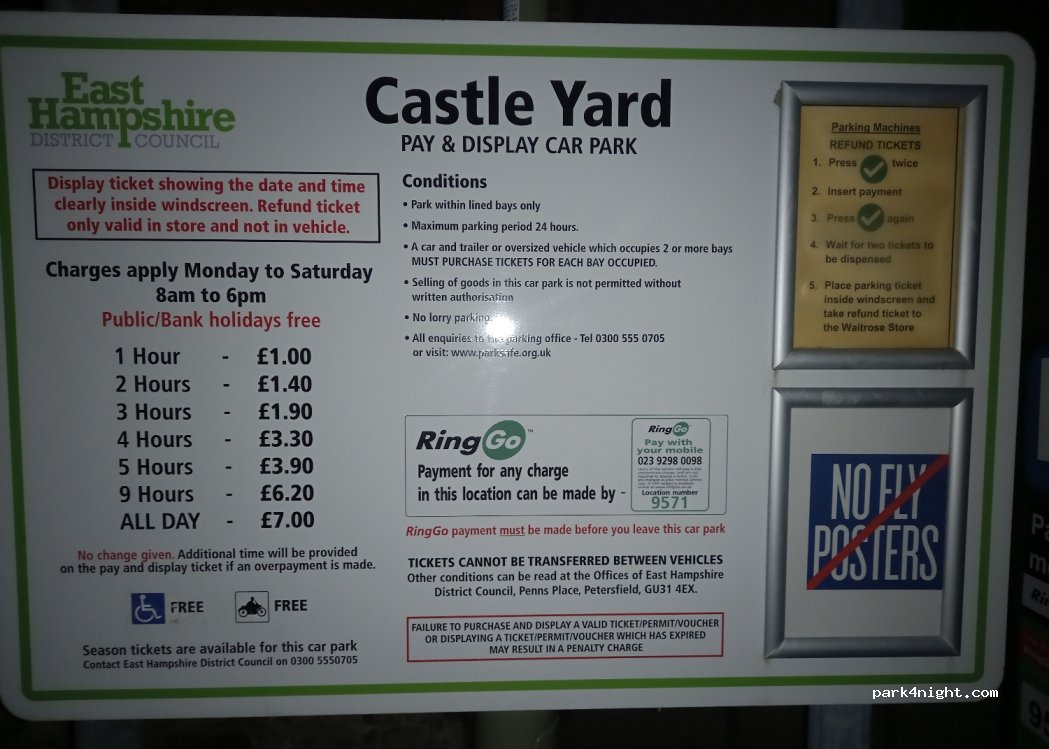 East
Hampshire
DISTRICT COUNCIL
Castle Yard
PAY & DISPLAY CAR PARK
Display ticket showing the date and time
clearly inside windscreen. Refund ticket
only valid in store and not in vehicle.
Charges apply Monday to Saturday
8am to 6pm
Public/Bank holidays free
1 Hour - £1.00
2 Hours - £1.40
3 Hours - £1.90
4 Hours - £3.30
5 Hours - £3.90
9 Hours - £6.20
ALL DAY - £7.00
No change given. Additional time will be provided
on the pay and display ticket if an overpayment is made.
FREE
FREE
Season tickets are available for this car park
Contact East Hampshire District Council on 0300 5550705
Conditions
• Park within lined bays only
• Maximum parking period 24 hours.
• A car and trailer or oversized vehicle which occupies 2 or more bays
MUST PURCHASE TICKETS FOR EACH BAY OCCUPIED.
• Selling of goods in this car park is not permitted without
written authorisation
• No lorry parking.
• All enquiries to the parking office - Tel 0300 555 0705
or visit: www.parksafe.org.uk
RingGo™
Payment for any charge
in this location can be made by -
RingGo
Pay with
your mobile
023 9298 0098
Location number
9571
RingGo payment must be made before you leave this car park
TICKETS CANNOT BE TRANSFERRED BETWEEN VEHICLES
Other conditions can be read at the Offices of East Hampshire
District Council, Penns Place, Petersfield, GU31 4EX.
FAILURE TO PURCHASE AND DISPLAY A VALID TICKET/PERMIT/VOUCHER
OR DISPLAYING A TICKET/PERMIT/VOUCHER WHICH HAS EXPIRED
MAY RESULT IN A PENALTY CHARGE
Parking Machines
REFUND TICKETS
1. Press twice
2. Insert payment
3. Press again
4. Wait for two tickets to
be dispensed
5. Place parking ticket
inside windscreen and
take refund ticket to
the Waitrose Store
NO FLY
POSTERS
park4night.com